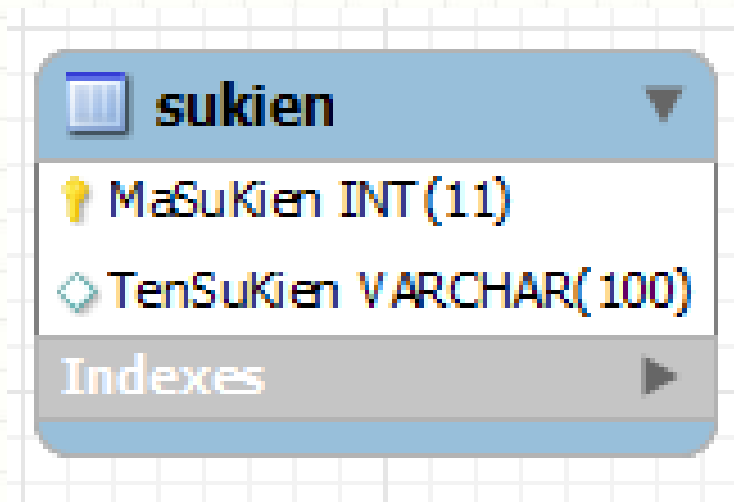 sukien
MaSuKien INT(11)
TenSuKien VARCHAR(100)
Indexes